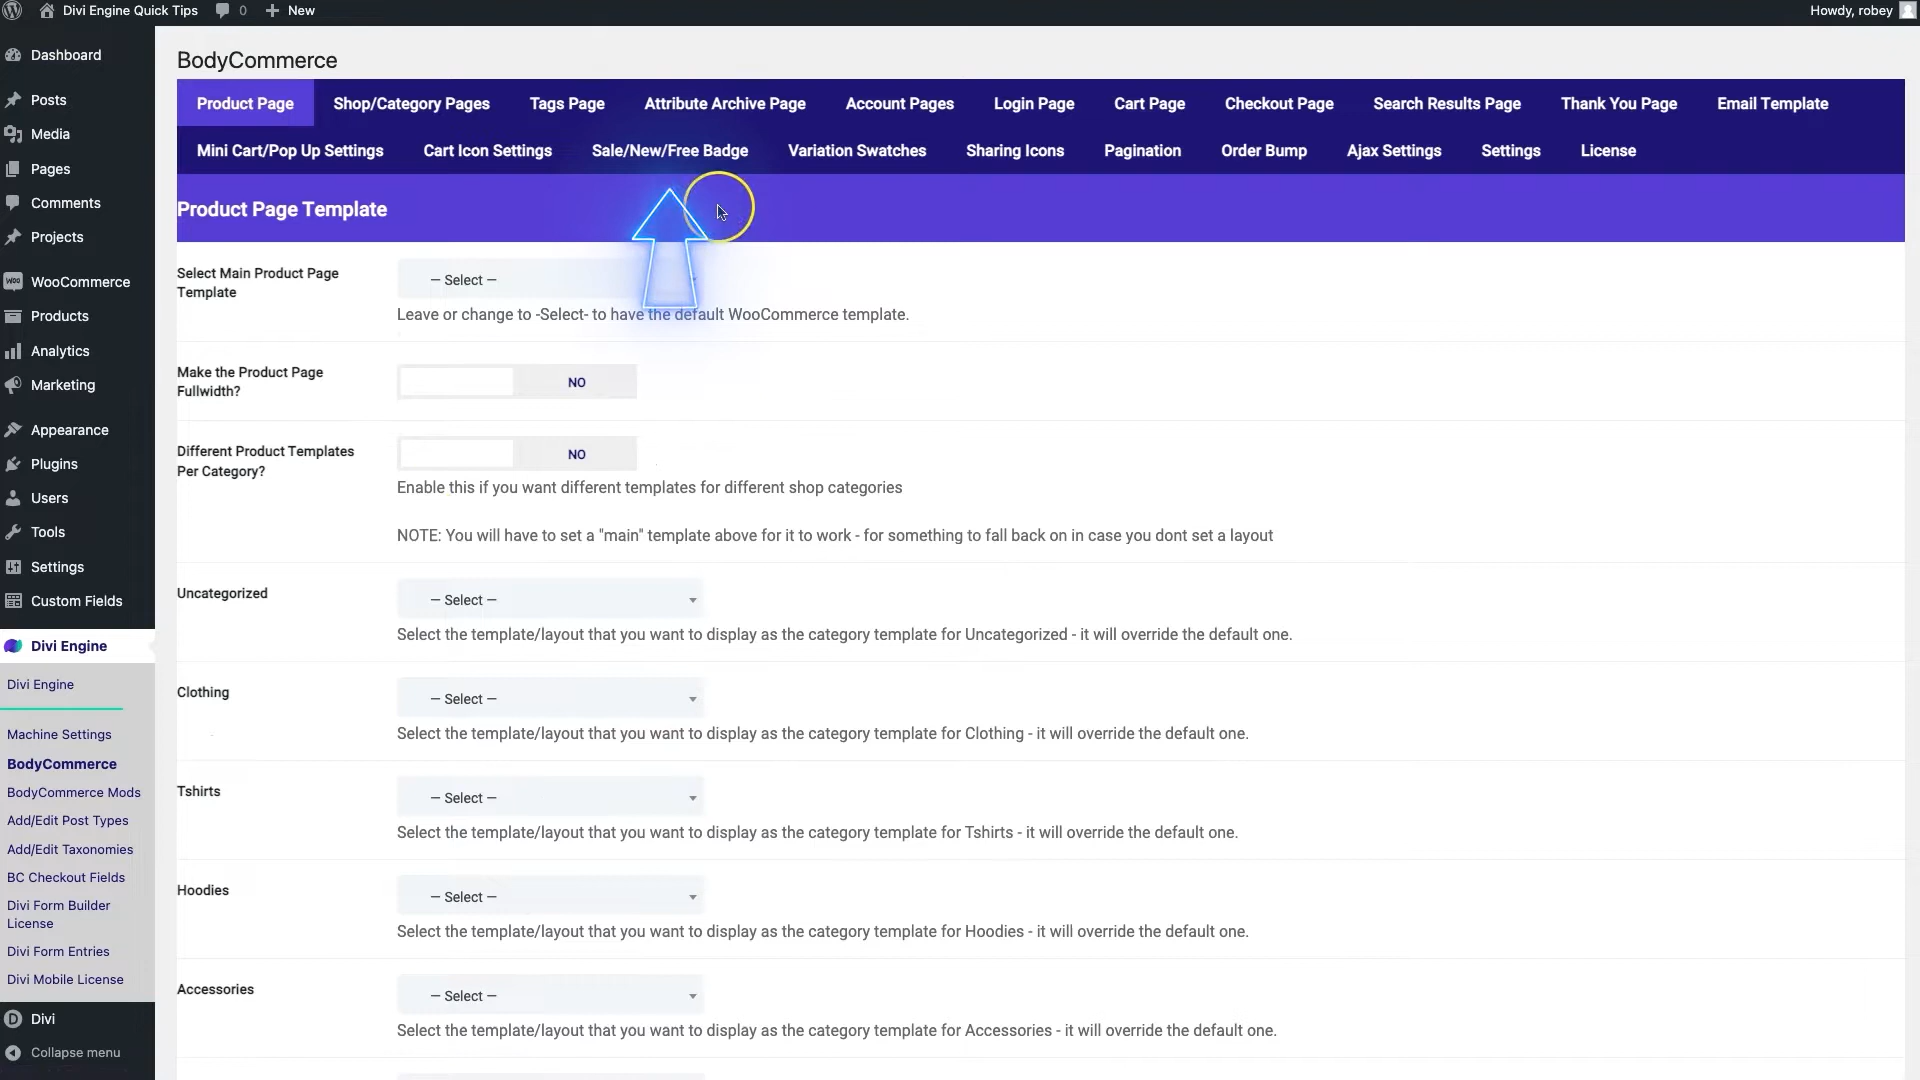 Divi Engine Quick Tips 0 New Howdy, robey
Dashboard
Posts
Media
Pages
Comments
Projects
WooCommerce
Products
Analytics
Marketing
Appearance
Plugins
Users
Tools
Settings
Custom Fields
Divi Engine
Divi Engine
Machine Settings
BodyCommerce
BodyCommerce Mods
Add/Edit Post Types
Add/Edit Taxonomies
BC Checkout Fields
Divi Form Builder
License
Divi Form Entries
Divi Mobile License
Divi
Collapse menu
BodyCommerce
Product Page Shop/Category Pages Tags Page Attribute Archive Page Account Pages Login Page Cart Page Checkout Page Search Results Page Thank You Page Email Template
Mini Cart/Pop Up Settings Cart Icon Settings Sale/New/Free Badge Variation Swatches Sharing Icons Pagination Order Bump Ajax Settings Settings License
Product Page Template
Select Main Product Page
Template
— Select —
Leave or change to -Select- to have the default WooCommerce template.
Make the Product Page
Fullwidth?
NO
Different Product Templates
Per Category?
NO
Enable this if you want different templates for different shop categories
NOTE: You will have to set a "main" template above for it to work - for something to fall back on in case you dont set a layout
Uncategorized
— Select —
Select the template/layout that you want to display as the category template for Uncategorized - it will override the default one.
Clothing
— Select —
Select the template/layout that you want to display as the category template for Clothing - it will override the default one.
Tshirts
— Select —
Select the template/layout that you want to display as the category template for Tshirts - it will override the default one.
Hoodies
— Select —
Select the template/layout that you want to display as the category template for Hoodies - it will override the default one.
Accessories
— Select —
Select the template/layout that you want to display as the category template for Accessories - it will override the default one.